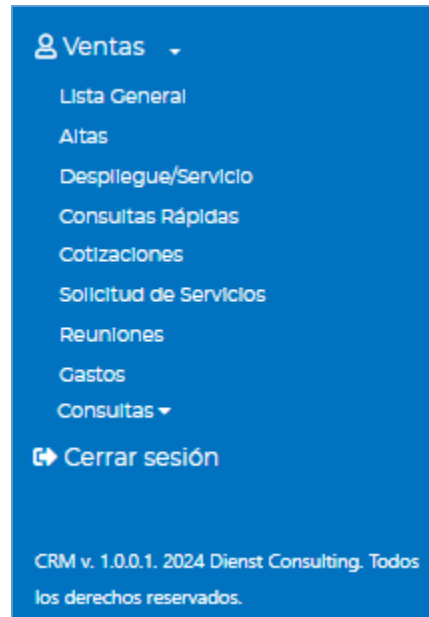 Ventas
Lista General
Altas
Despliegue/Servicio
Consultas Rápidas
Cotizaciones
Solicitud de Servicios
Reuniones
Gastos
Consultas
Cerrar sesión
CRM v. 1.0.0.1. 2024 Dienst Consulting. Todos
los derechos reservados.